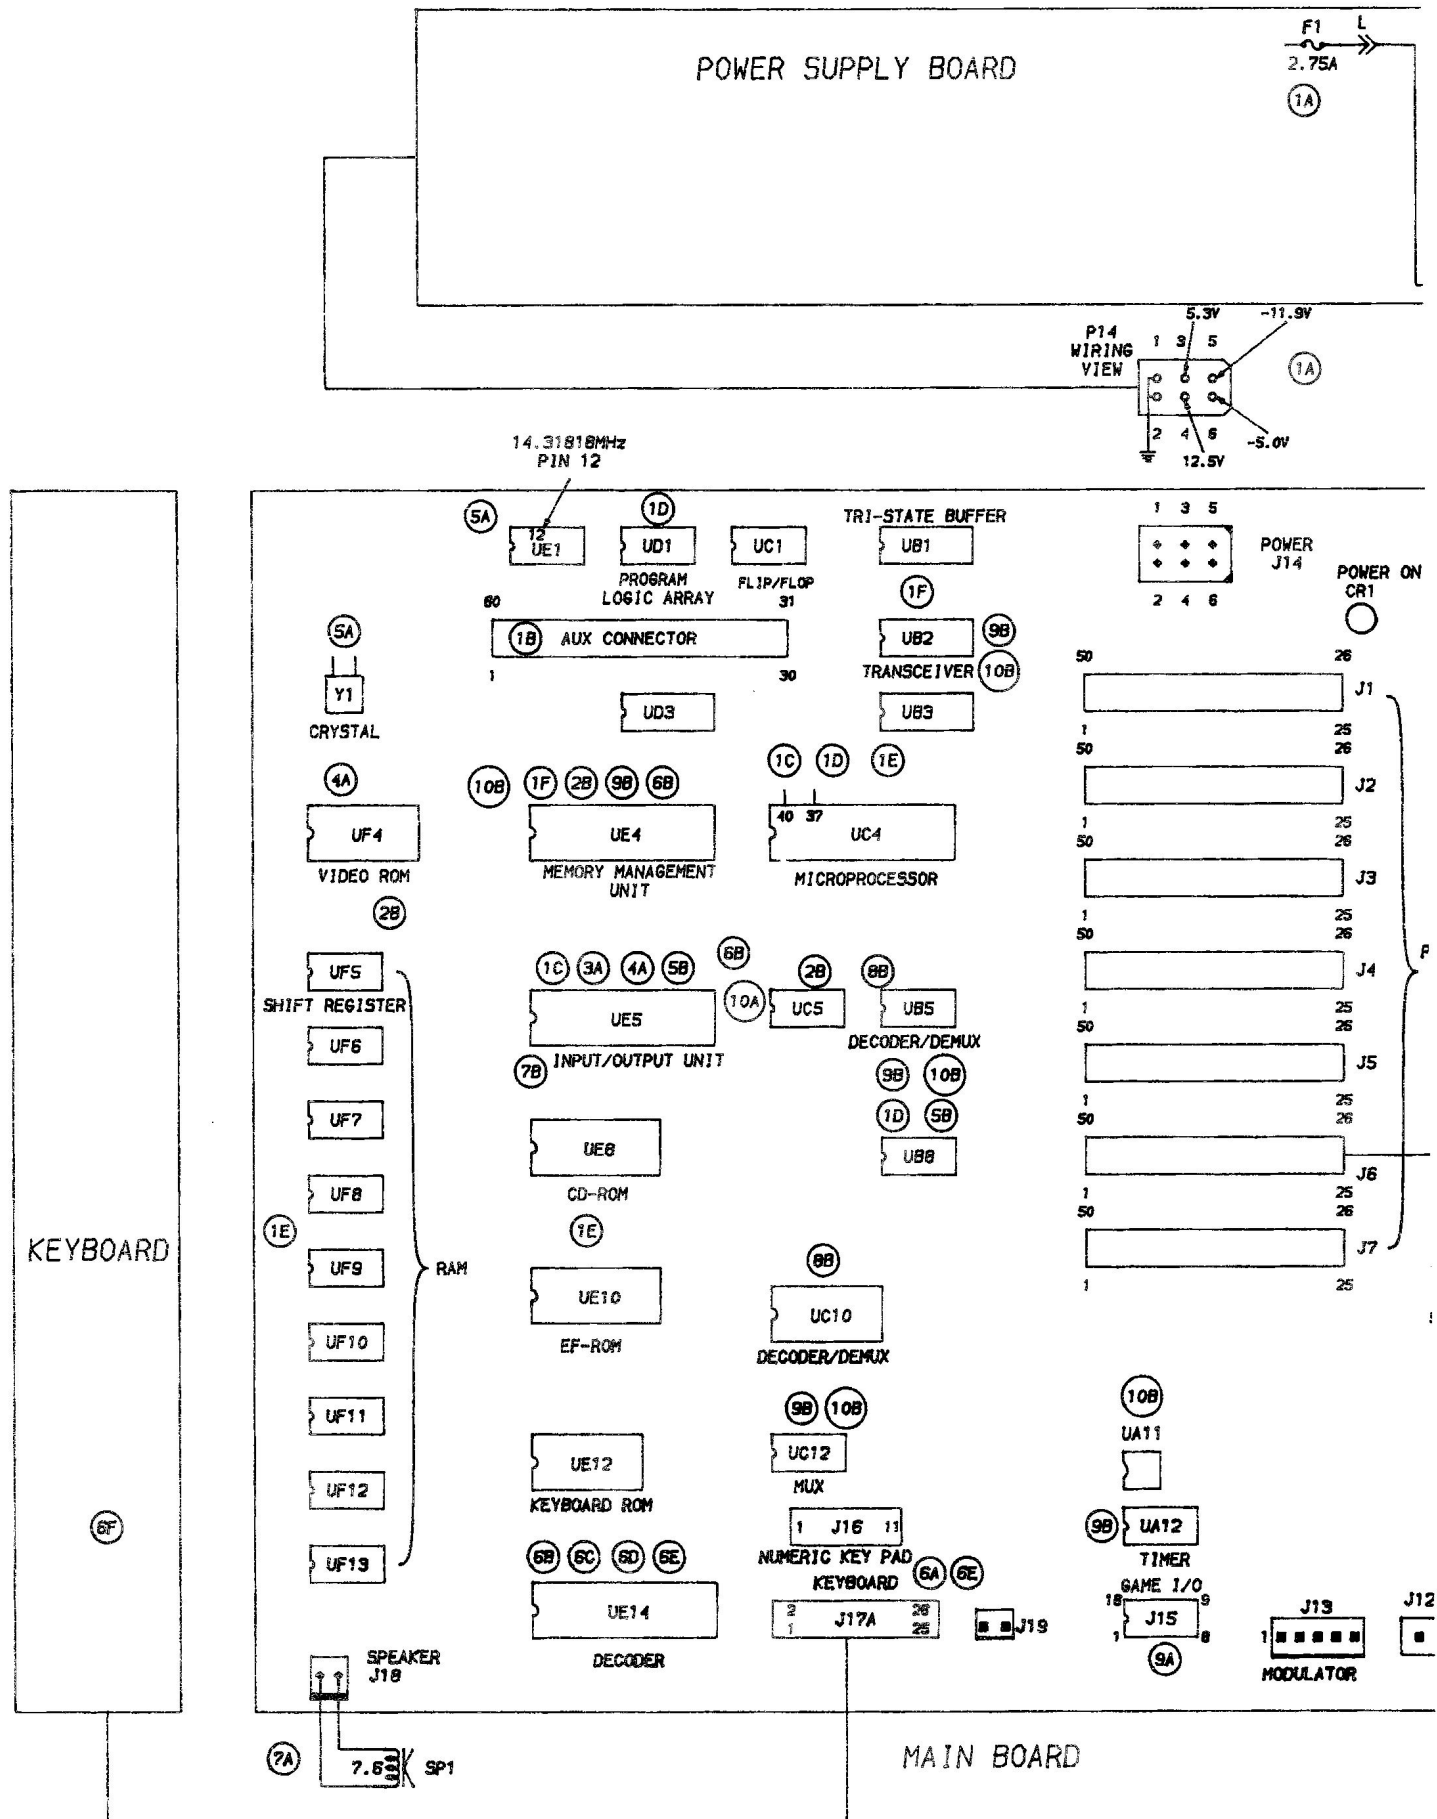 POWER SUPPLY BOARD
F1
L
2.75A
1A
P14
WIRING
VIEW
5.3V
-11.9V
1 3 5
1A
2 4 6
-5.0V
12.5V
14.31818MHz
PIN 12
5A
12
UE1
1D
UD1
PROGRAM
LOGIC ARRAY
UC1
FLIP/FLOP
TRI-STATE BUFFER
UB1
1F
1 3 5
POWER
J14
2 4 6
POWER ON
CR1
60
31
1B
AUX CONNECTOR
1
30
UB2
9B
TRANSCEIVER
10B
5A
Y1
CRYSTAL
UD3
UB3
50
26
J1
1
25
4A
10B
1F
2B
9B
6B
1C
1D
1E
50
26
J2
1
25
UF4
VIDEO ROM
2B
UE4
MEMORY MANAGEMENT
UNIT
40
37
UC4
MICROPROCESSOR
50
26
J3
1
25
UF5
SHIFT REGISTER
1C
3A
4A
5B
6B
10A
2B
8B
50
26
J4
1
25
UE5
7B
INPUT/OUTPUT UNIT
UC5
UB5
DECODER/DEMUX
9B
10B
1D
5B
UB8
50
26
J5
1
25
UF6
UF7
UF8
1E
UF9
RAM
UF10
UF11
UF12
UF13
UE8
CD-ROM
1E
UE10
EF-ROM
8B
UC10
DECODER/DEMUX
50
26
J6
1
25
50
26
J7
1
25
P
KEYBOARD
6F
UE12
KEYBOARD ROM
9B
10B
UC12
MUX
10B
UA11
1 J16 11
NUMERIC KEY PAD
9B
UA12
TIMER
6B
6C
6D
6E
UE14
DECODER
KEYBOARD
6A
6E
2
26
J17A
1
25
J19
GAME I/O
16
9
J15
1
8
9A
J13
1
MODULATOR
J12
SPEAKER
J18
7A
7.6
SP1
MAIN BOARD